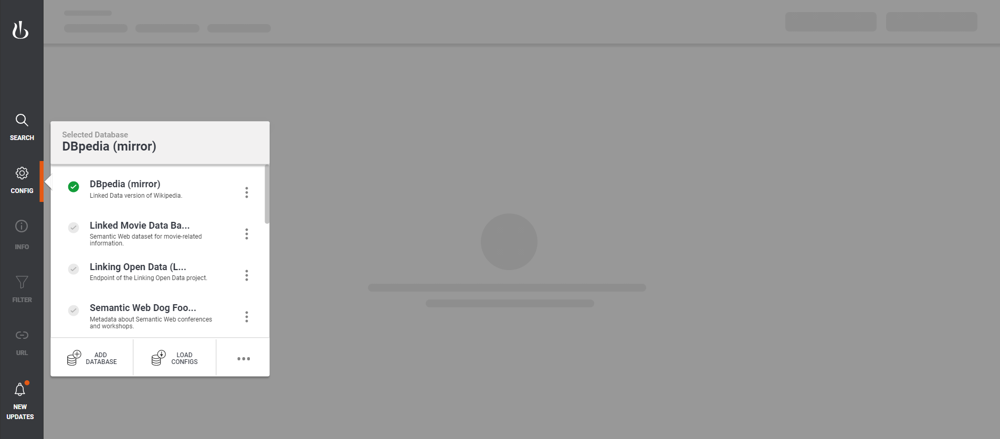 SEARCH
CONFIG
INFO
FILTER
URL
NEW
UPDATES
Selected Database
DBpedia (mirror)
DBpedia (mirror)
Linked Data version of Wikipedia.
Linked Movie Data Ba...
Semantic Web dataset for movie-related
information.
Linking Open Data (L...
Endpoint of the Linking Open Data project.
Semantic Web Dog Foo...
Metadata about Semantic Web conferences
and workshops.
ADD
DATABASE
LOAD
CONFIGS